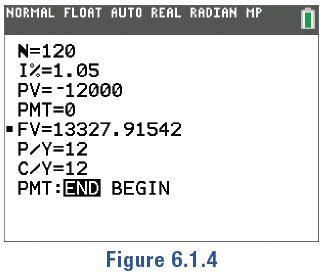 NORMAL FLOAT AUTO REAL RADIAN MP
N=120
I%=1.05
PV=-12000
PMT=0
▪FV=13327.91542
P/Y=12
C/Y=12
PMT:END BEGIN
Figure 6.1.4